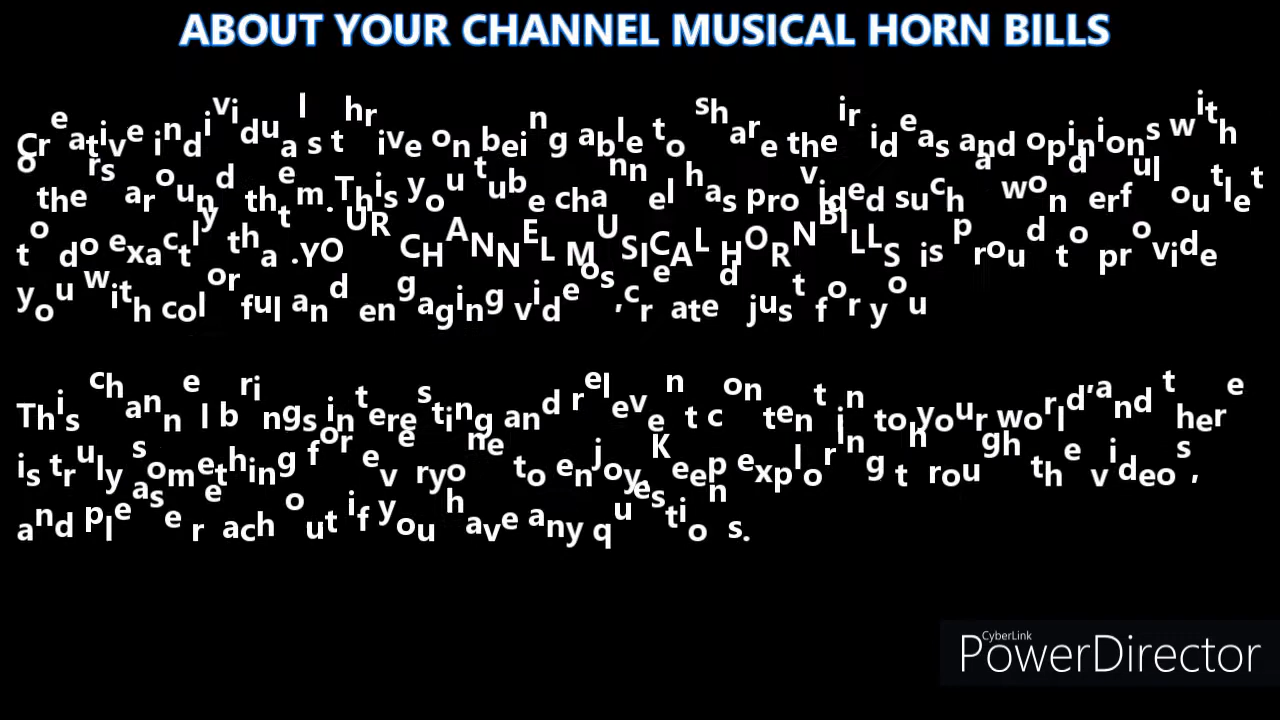 ABOUT YOUR CHANNEL MUSICAL HORN BILLS
Creative individuals thrive on being able to share their ideas and opinions with
others around them. This youtube channel has provided such a wonderful outlet
to do exactly that .YOUR CHANNEL MUSICAL HORN BILLS is proud to provide
you with colorful and engaging videos ,created just for you
This channel brings interesting and relevent content into your world'and there
is truly something for everyone to enjoy. Keep exploring through the videos,
and please reach out if you have any questions.
CyberLink
PowerDirector